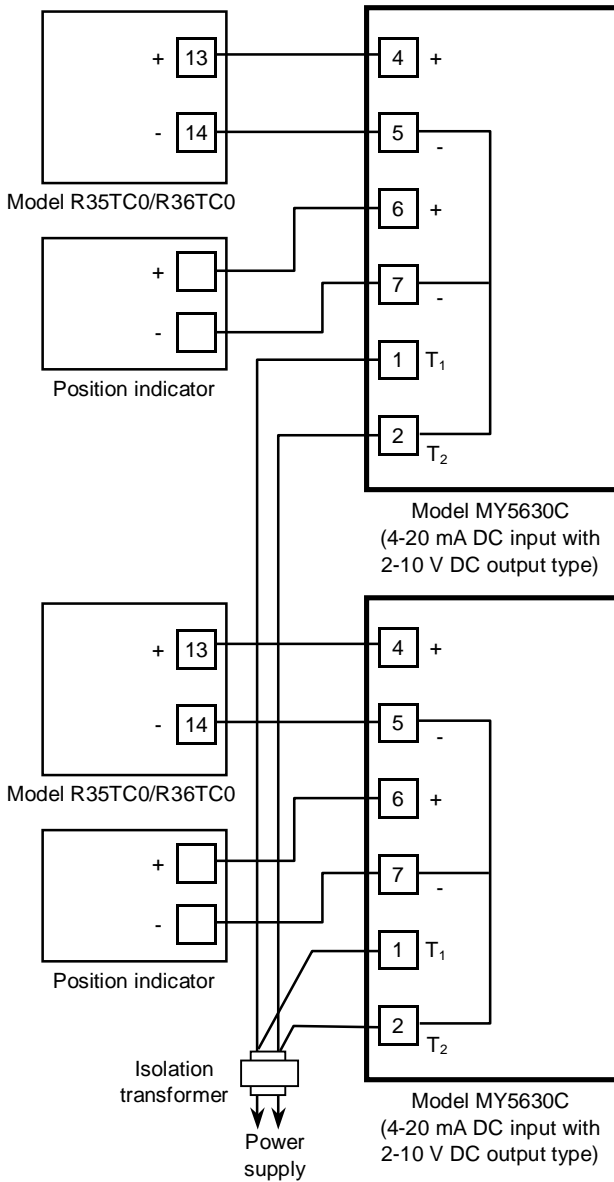 + 13 4 +
- 14 5 -
Model R35TC0/R36TC0
6 +
+
7 -
-
1 T₁
Position indicator
2 T₂
Model MY5630C
(4-20 mA DC input with
2-10 V DC output type)
+ 13 4 +
- 14 5 -
Model R35TC0/R36TC0
6 +
+
7 -
-
1 T₁
Position indicator
2 T₂
Isolation
transformer
Model MY5630C
(4-20 mA DC input with
2-10 V DC output type)
Power
supply